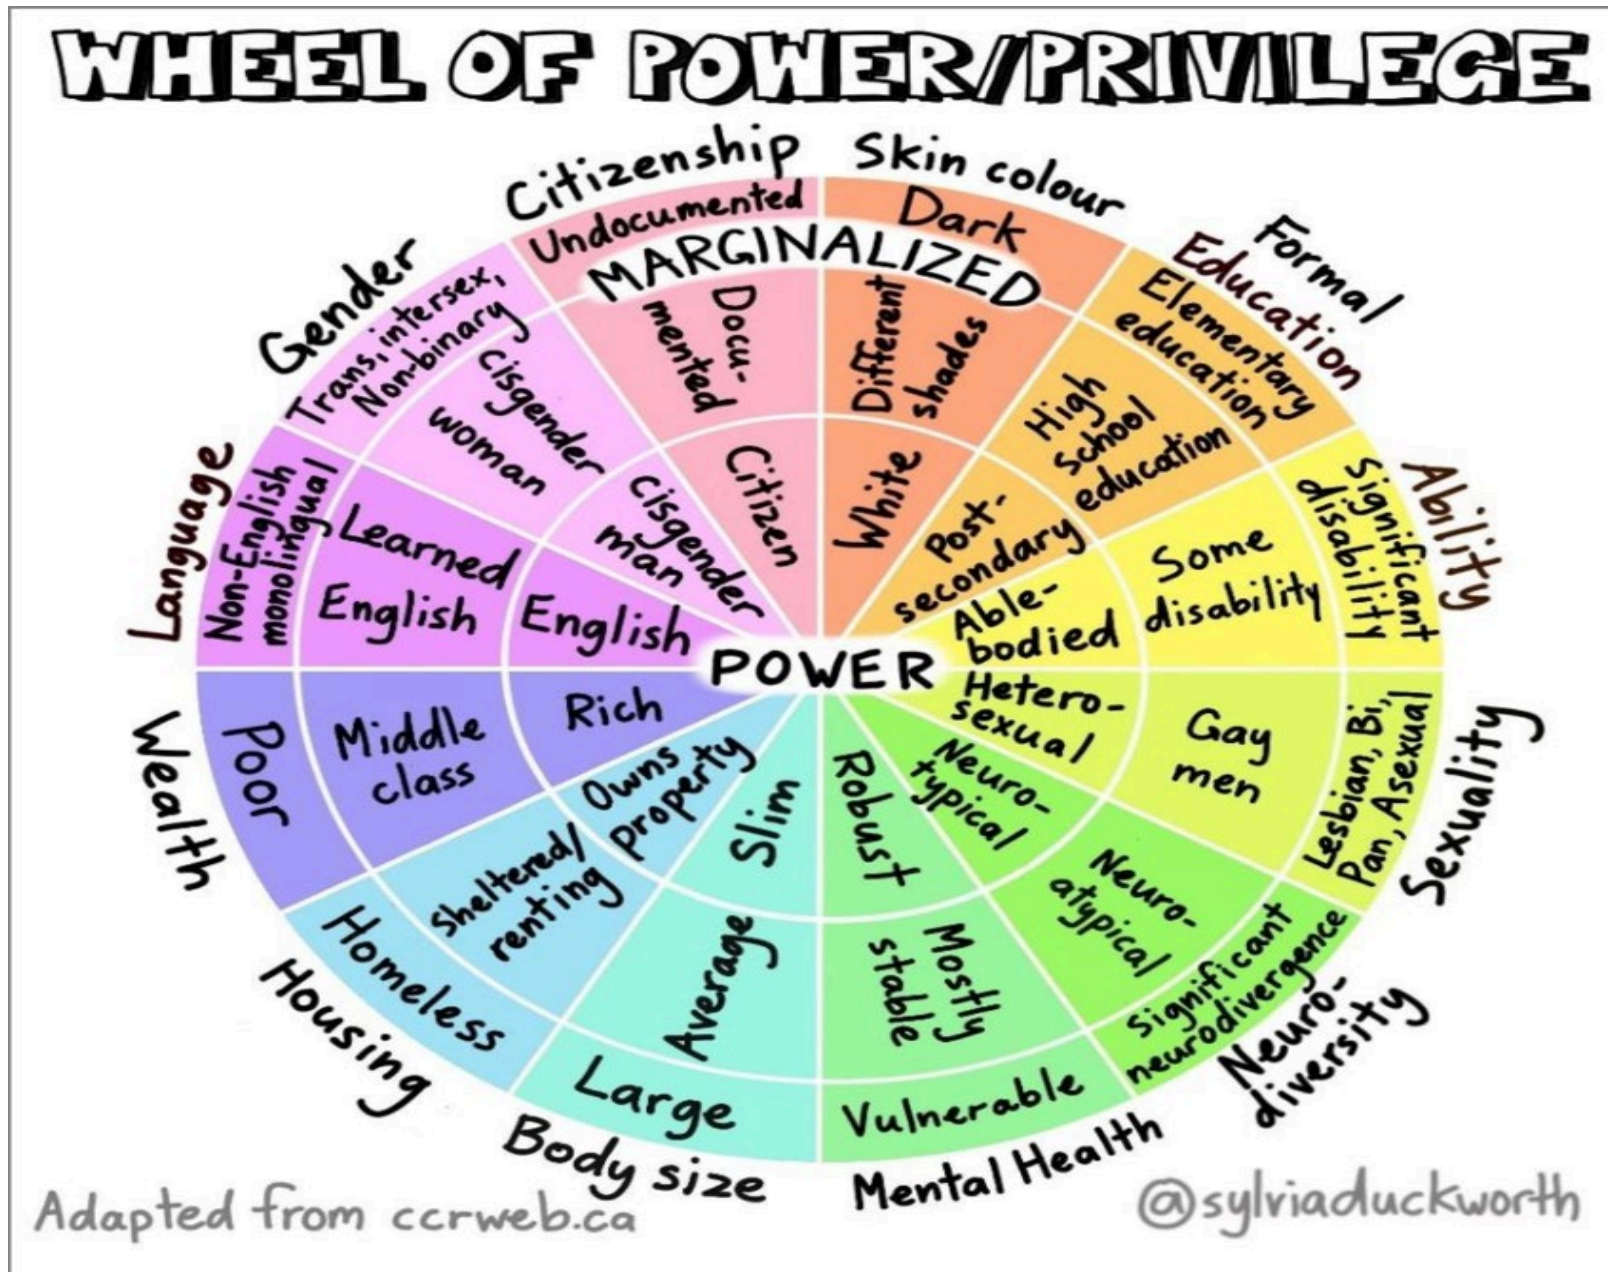 WHEEL OF POWER/PRIVILEGE
Citizenship
Undocumented
Docu-
mented
Citizen
Skin colour
Dark
Different
shades
White
Formal
Education
Elementary
education
High
school
education
Post-
secondary
Ability
Significant
disability
Some
disability
Able-
bodied
Sexuality
Lesbian, Bi,
Pan, Asexual
Gay
men
Hetero-
sexual
Neuro-
diversity
Significant
neurodivergence
Neuro-
atypical
Neuro-
typical
Mental Health
Vulnerable
Mostly
stable
Robust
Body size
Large
Average
Slim
Housing
Homeless
Sheltered/
renting
Owns
property
Wealth
Poor
Middle
class
Rich
Language
Non-English
monolingual
Learned
English
English
Gender
Trans, intersex,
Non-binary
Cisgender
woman
Cisgender
man
MARGINALIZED
POWER
Adapted from ccrweb.ca
@sylviaduckworth